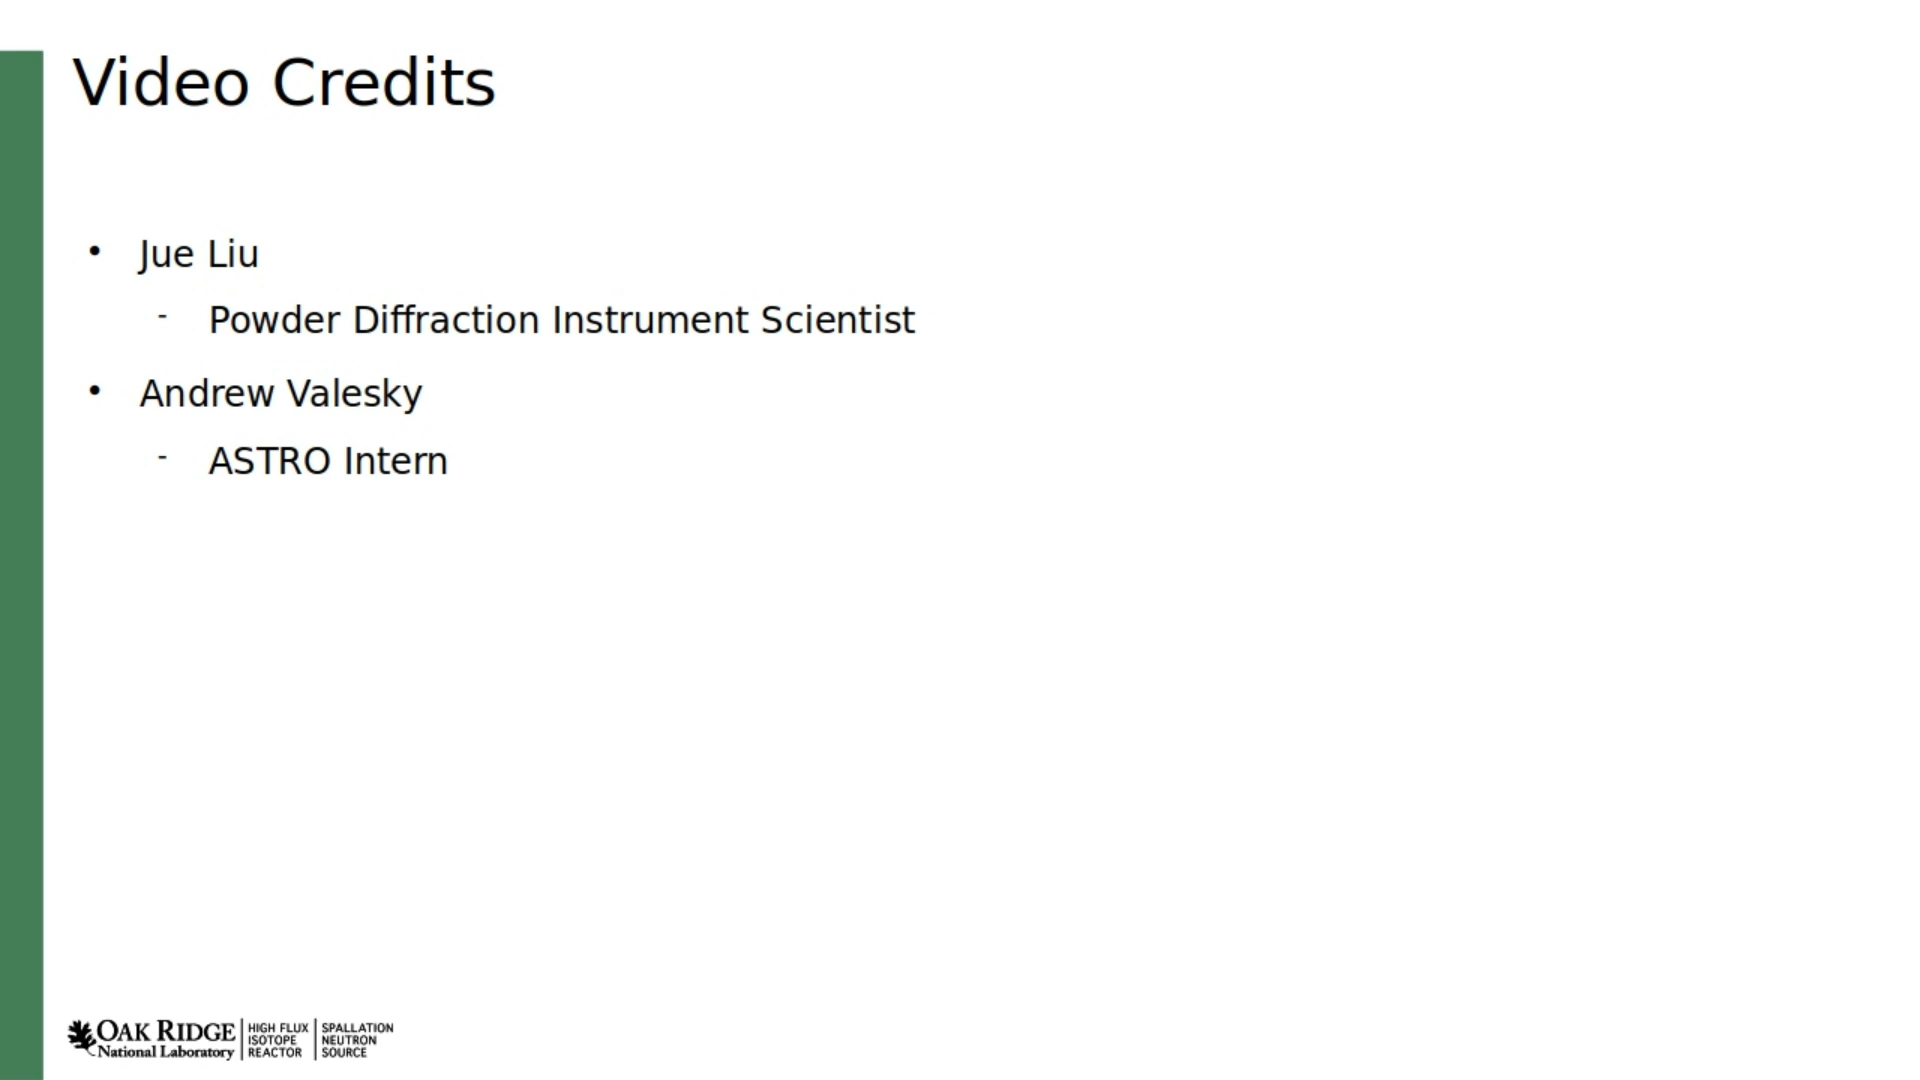 Video Credits
• Jue Liu
- Powder Diffraction Instrument Scientist
• Andrew Valesky
- ASTRO Intern
OAK RIDGE
National Laboratory
HIGH FLUX
ISOTOPE
REACTOR
SPALLATION
NEUTRON
SOURCE